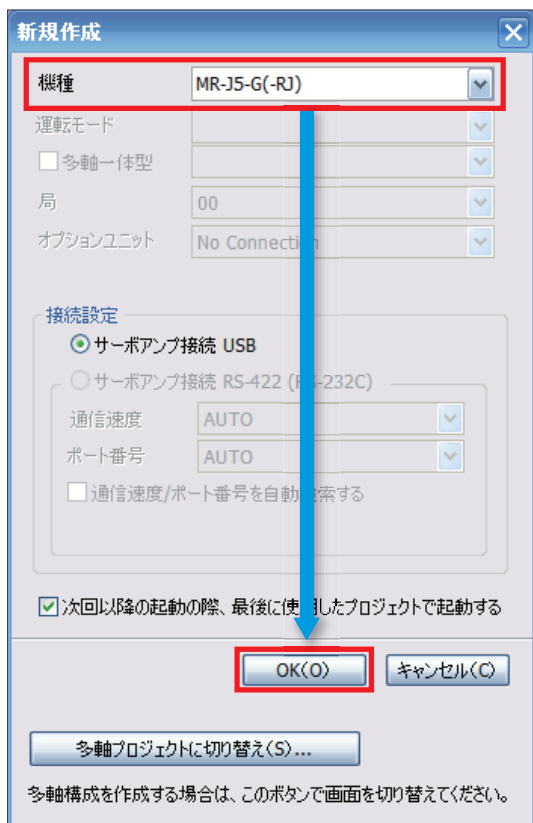 新規作成
機種 MR-J5-G(-RJ)
運転モード
多軸一体型
局 00
オプションユニット No Connection
接続設定
サーボアンプ接続 USB
サーボアンプ接続 RS-422 (RS-232C)
通信速度 AUTO
ポート番号 AUTO
通信速度/ポート番号を自動検索する
次回以降の起動の際、最後に使用したプロジェクトで起動する
OK(O) キャンセル(C)
多軸プロジェクトに切り替え(S)...
多軸構成を作成する場合は、このボタンで画面を切り替えてください。